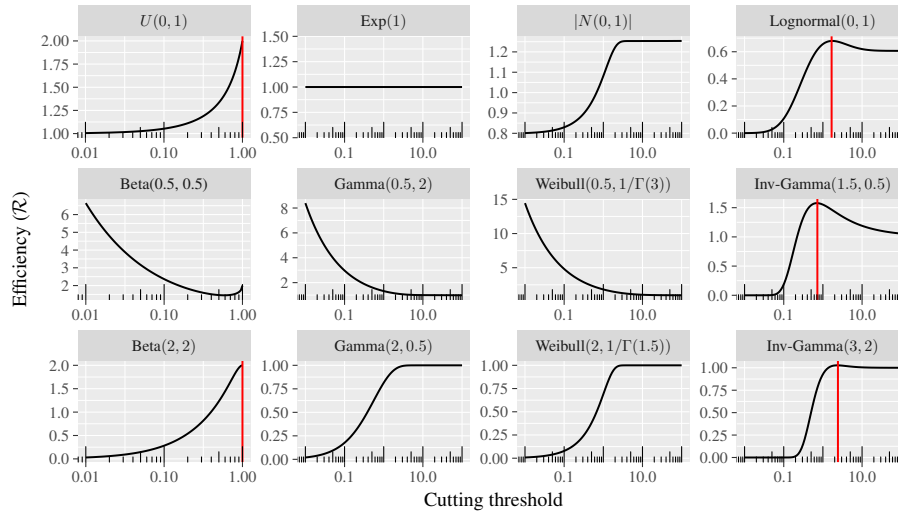 U(0, 1) Exp(1) |N(0, 1)| Lognormal(0, 1)
2.00 1.75 1.50 1.25 1.00
1.50 1.25 1.00 0.75 0.50
1.2 1.1 1.0 0.9 0.8
0.6 0.4 0.2 0.0
0.01 0.10 1.00 0.1 10.0 0.1 10.0 0.1 10.0
Efficiency (ℛ)
Beta(0.5, 0.5) Gamma(0.5, 2) Weibull(0.5, 1/Γ(3)) Inv-Gamma(1.5, 0.5)
6 5 4 3 2
8 6 4 2
15 10 5
1.5 1.0 0.5 0.0
0.01 0.10 1.00 0.1 10.0 0.1 10.0 0.1 10.0
Beta(2, 2) Gamma(2, 0.5) Weibull(2, 1/Γ(1.5)) Inv-Gamma(3, 2)
2.0 1.5 1.0 0.5 0.0
1.00 0.75 0.50 0.25 0.00
1.00 0.75 0.50 0.25 0.00
1.00 0.75 0.50 0.25 0.00
0.01 0.10 1.00 0.1 10.0 0.1 10.0 0.1 10.0
Cutting threshold